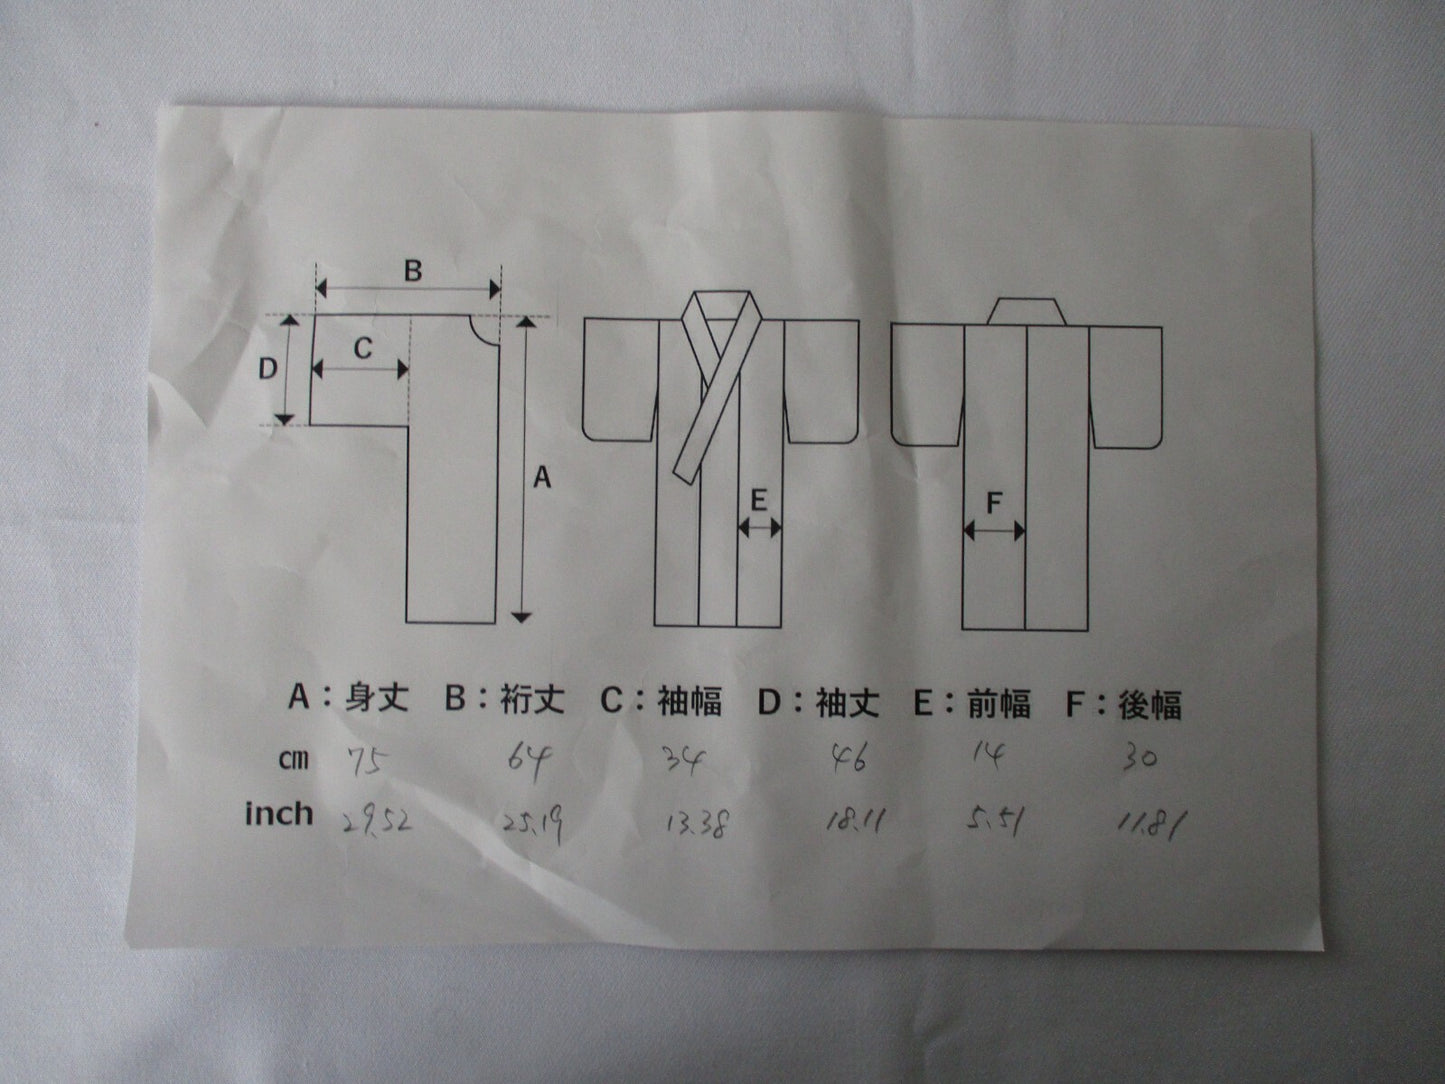 B
D C
A
E
F
A：身丈 B：裄丈 C：袖幅 D：袖丈 E：前幅 F：後幅
cm 75 64 34 46 14 30
inch 29.52 25.19 13.38 18.11 5.51 11.81